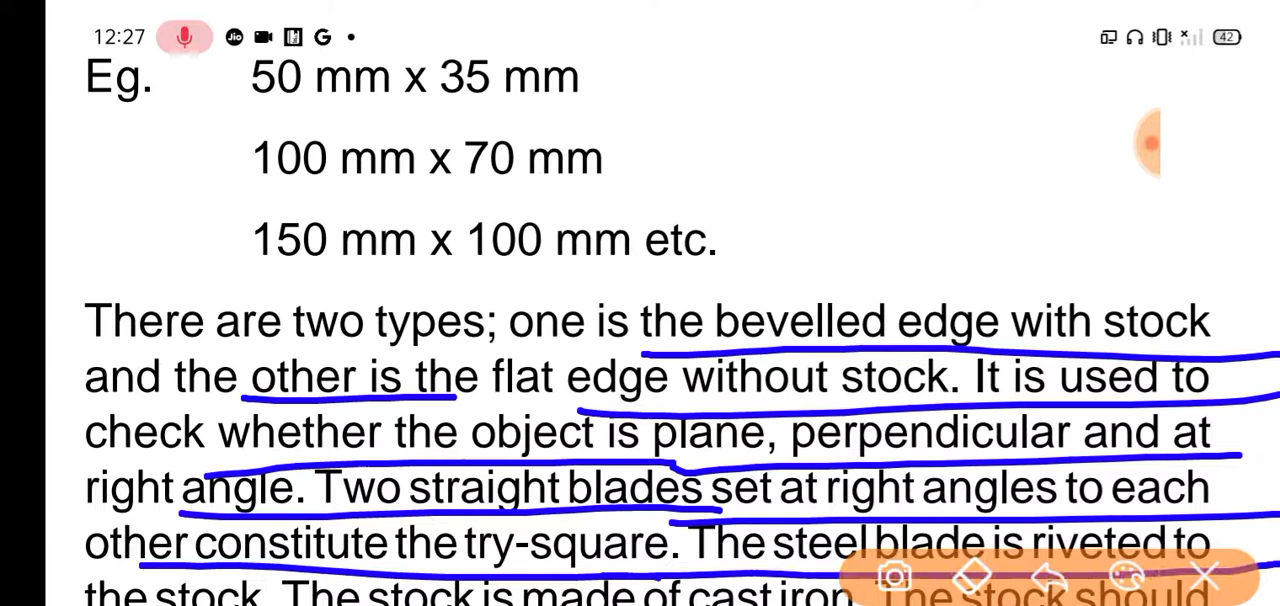 12:27 Jio G 42
Eg. 50 mm x 35 mm
100 mm x 70 mm
150 mm x 100 mm etc.
There are two types; one is the bevelled edge with stock
and the other is the flat edge without stock. It is used to
check whether the object is plane, perpendicular and at
right angle. Two straight blades set at right angles to each
other constitute the try-square. The steel blade is riveted to
the stock. The stock is made of cast iron. The stock should